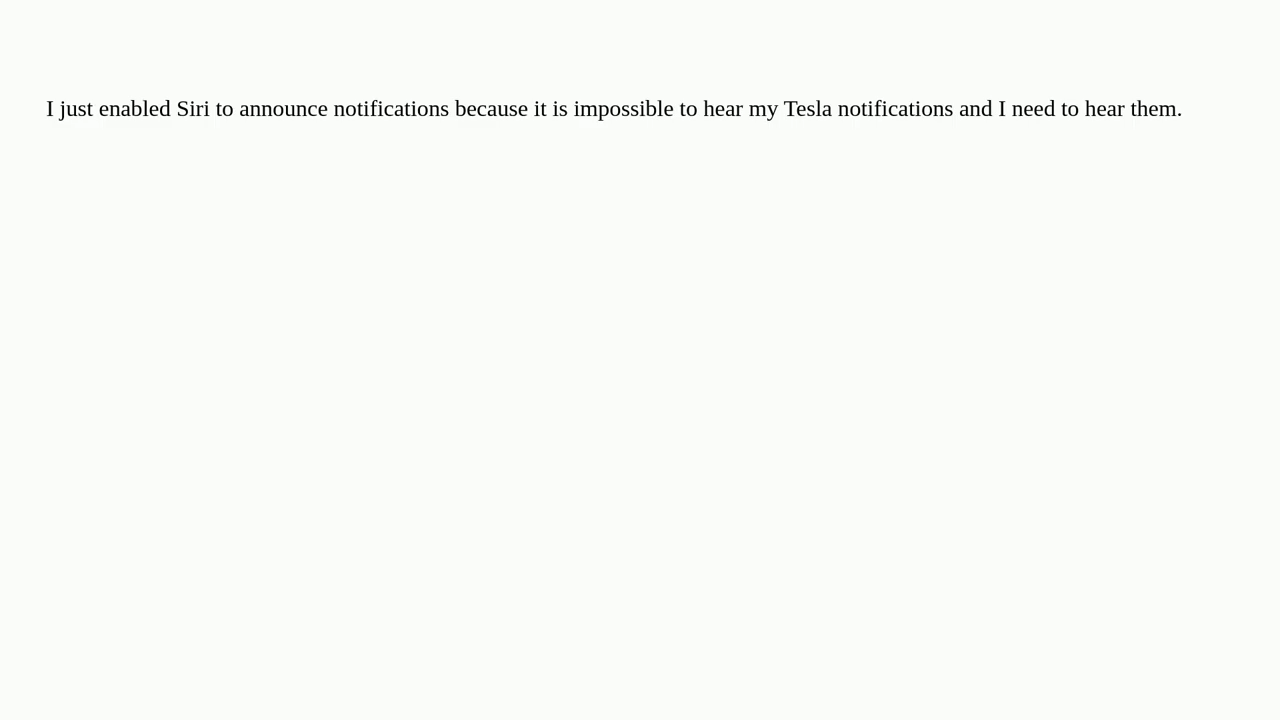 I just enabled Siri to announce notifications because it is impossible to hear my Tesla notifications and I need to hear them.